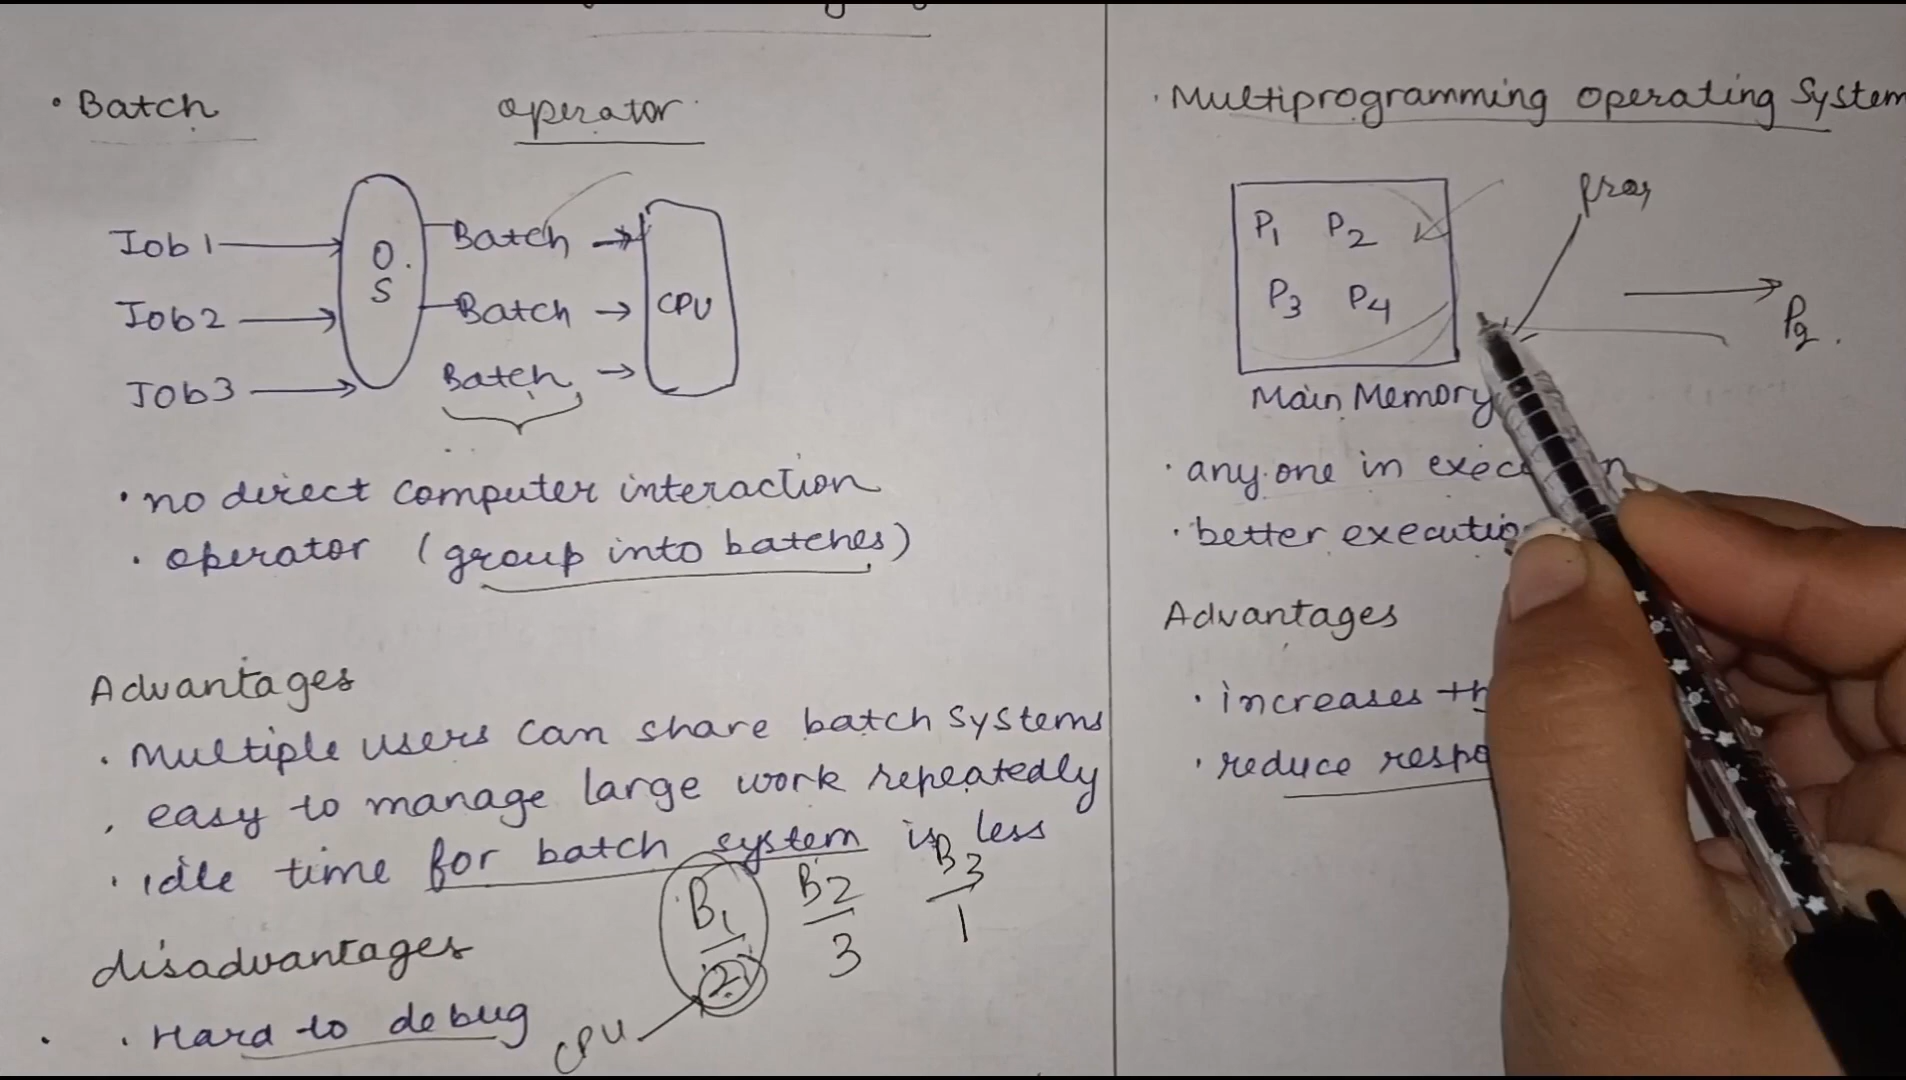 • Batch
operator
Job1
Job2
Job3
O.
S
Batch
Batch
Batch
CPU
• no direct computer interaction
• operator (group into batches)
Advantages
• Multiple users can share batch systems
• easy to manage large work repeatedly
• idle time for batch system is less
B1 B2 B3
2 3 1
CPU
disadvantages
• Hard to debug
• Multiprogramming operating System
P1 P2
P3 P4
Main Memory
• any one in
• better
Advantages
• increases
• reduce